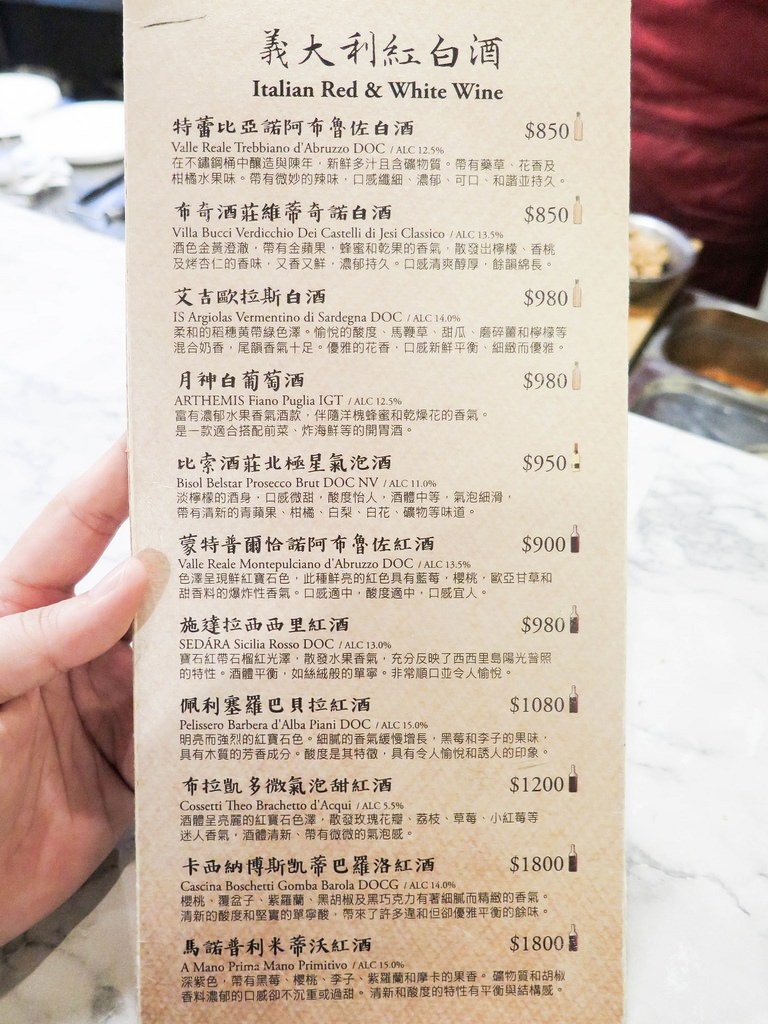 義大利紅白酒
Italian Red & White Wine
特蕾比亞諾阿布魯佐白酒 $850
Valle Reale Trebbiano d'Abruzzo DOC / ALC 12.5%
在不鏽鋼桶中釀造與陳年，新鮮多汁且含礦物質。帶有藥草、花香及
柑橘水果味。帶有微妙的辣味，口感纖細、濃郁、可口、和諧並持久。
布奇酒莊維蒂奇諾白酒 $850
Villa Bucci Verdicchio Dei Castelli di Jesi Classico / ALC 13.5%
酒色金黃澄澈，帶有金蘋果，蜂蜜和乾果的香氣，散發出檸檬、香桃
及烤杏仁的香味，又香又鮮，濃郁持久。口感清爽醇厚，餘韻綿長。
艾吉歐拉斯白酒 $980
IS Argiolas Vermentino di Sardegna DOC / ALC 14.0%
柔和的稻穗黃帶綠色澤。愉悅的酸度、馬鞭草、甜瓜、磨碎薑和檸檬等
混合奶香，尾韻香氣十足。優雅的花香，口感新鮮平衡、細緻而優雅。
月神白葡萄酒 $980
ARTHEMIS Fiano Puglia IGT / ALC 12.5%
富有濃郁水果香氣酒款，伴隨洋槐蜂蜜和乾燥花的香氣。
是一款適合搭配前菜、炸海鮮等的開胃酒。
比索酒莊北極星氣泡酒 $950
Bisol Belstar Prosecco Brut DOC NV / ALC 11.0%
淡檸檬的酒身，口感微甜，酸度怡人，酒體中等，氣泡細滑，
帶有清新的青蘋果、柑橘、白梨、白花、礦物等味道。
蒙特普爾恰諾阿布魯佐紅酒 $900
Valle Reale Montepulciano d'Abruzzo DOC / ALC 13.5%
色澤呈現鮮紅寶石色，此種鮮亮的紅色具有藍莓，櫻桃，歐亞甘草和
甜香料的爆炸性香氣。口感適中，酸度適中，口感宜人。
施達拉西西里紅酒 $980
SEDÀRA Sicilia Rosso DOC / ALC 13.0%
寶石紅帶石榴紅光澤，散發水果香氣，充分反映了西西里島陽光普照
的特性。酒體平衡，如絲絨般的單寧。非常順口並令人愉悅。
佩利塞羅巴貝拉紅酒 $1080
Pelissero Barbera d'Alba Piani DOC / ALC 15.0%
明亮而強烈的紅寶石色。細膩的香氣緩慢增長，黑莓和李子的果味，
具有木質的芳香成分。酸度是其特徵，具有令人愉悅和誘人的印象。
布拉凱多微氣泡甜紅酒 $1200
Cossetti Theo Brachetto d'Acqui / ALC 5.5%
酒體呈亮麗的紅寶石色澤，散發玫瑰花瓣、荔枝、草莓、小紅莓等
迷人香氣，酒體清新、帶有微微的氣泡感。
卡西納博斯凱蒂巴羅洛紅酒 $1800
Cascina Boschetti Gomba Barola DOCG / ALC 14.0%
櫻桃、覆盆子、紫羅蘭、黑胡椒及黑巧克力有著細膩而精緻的香氣。
清新的酸度和堅實的單寧酸，帶來了許多違和但卻優雅平衡的餘味。
馬諾普利米蒂沃紅酒 $1800
A Mano Prima Mano Primitivo / ALC 15.0%
深紫色，帶有黑莓、櫻桃、李子、紫羅蘭和摩卡的果香。礦物質和胡椒
香料濃郁的口感卻不沉重或過甜。清新和酸度的特性有平衡與結構感。